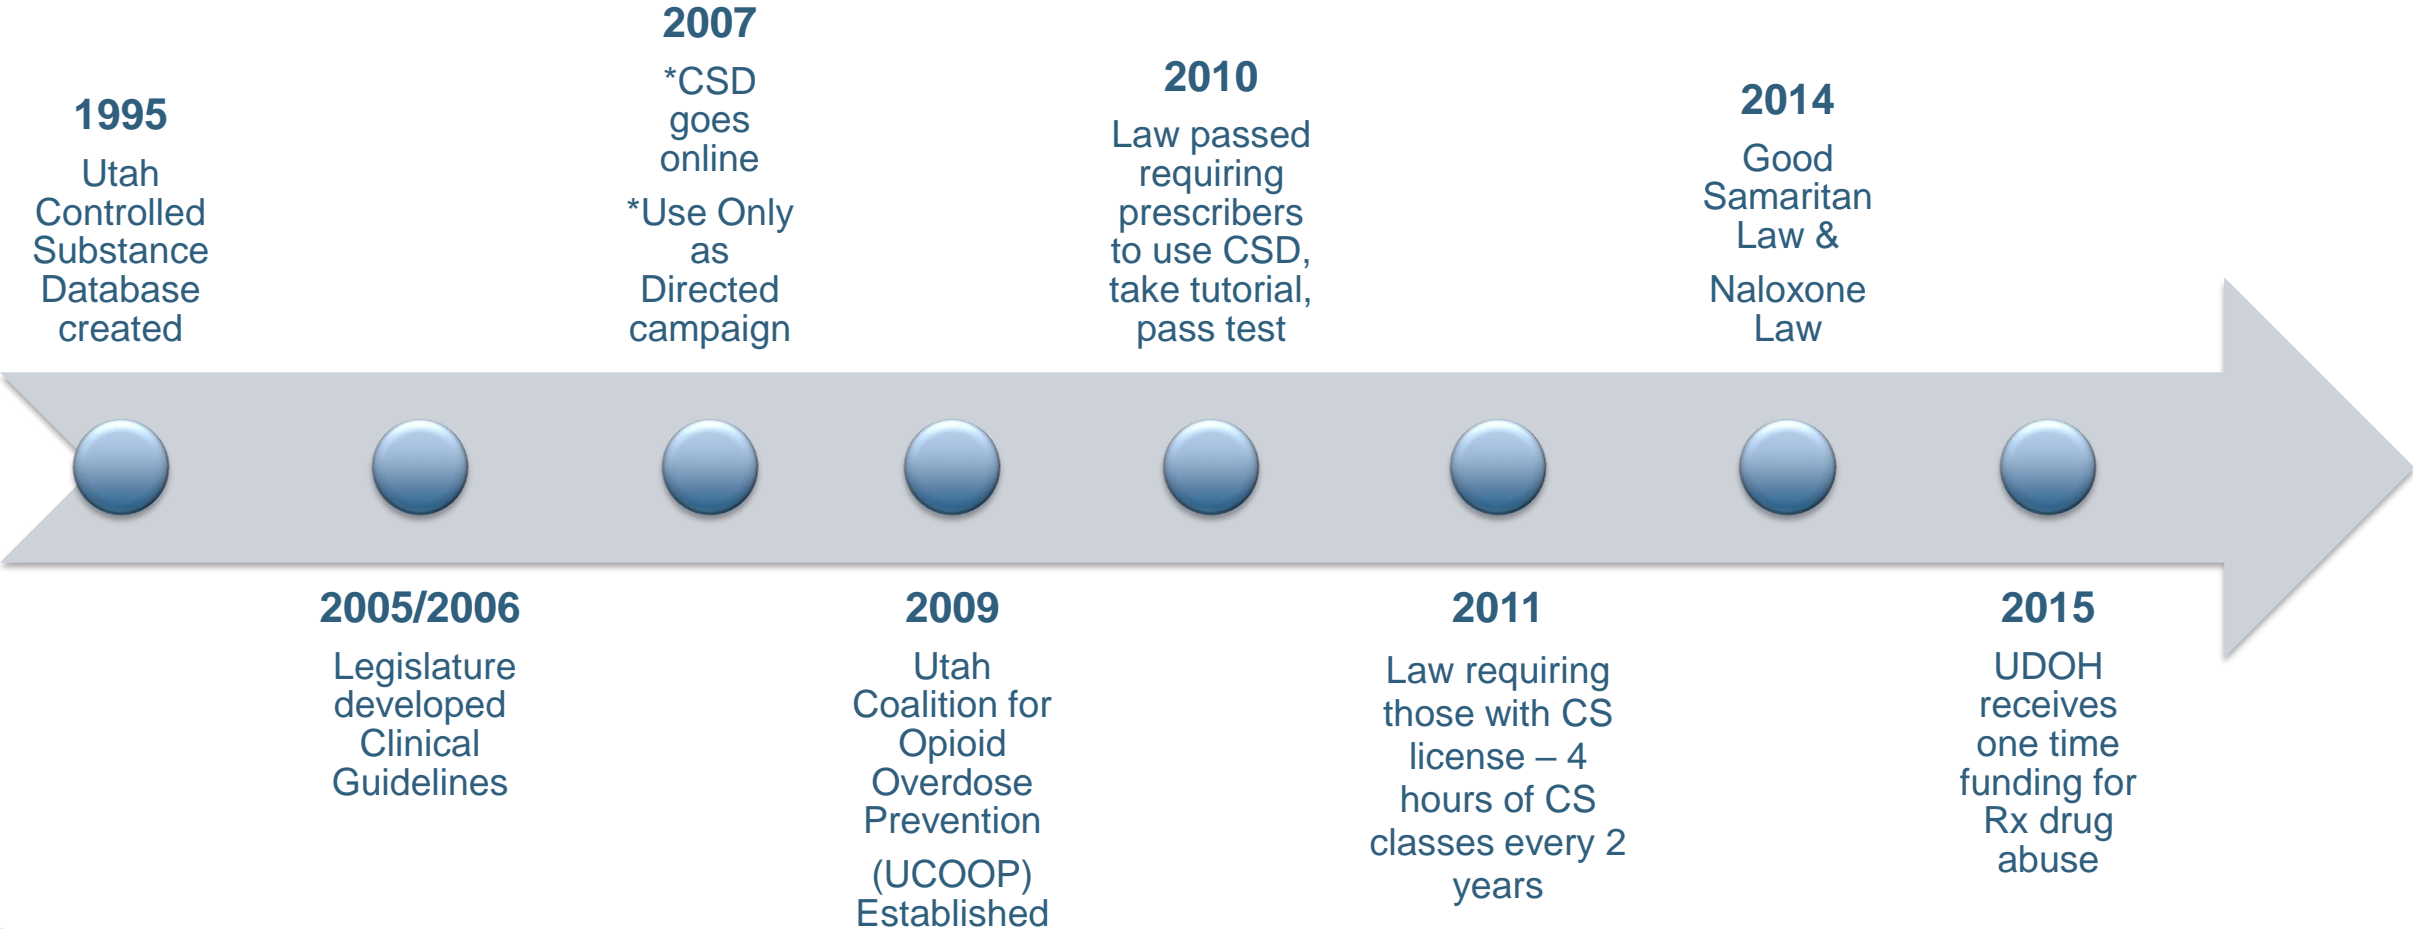 1995
Utah
Controlled
Substance
Database
created
2005/2006
Legislature
developed
Clinical
Guidelines
2007
*CSD
goes
online
*Use Only
as
Directed
campaign
2009
Utah
Coalition for
Opioid
Overdose
Prevention
(UCOOP)
Established
2010
Law passed
requiring
prescribers
to use CSD,
take tutorial,
pass test
2011
Law requiring
those with CS
license – 4
hours of CS
classes every 2
years
2014
Good
Samaritan
Law &
Naloxone
Law
2015
UDOH
receives
one time
funding for
Rx drug
abuse